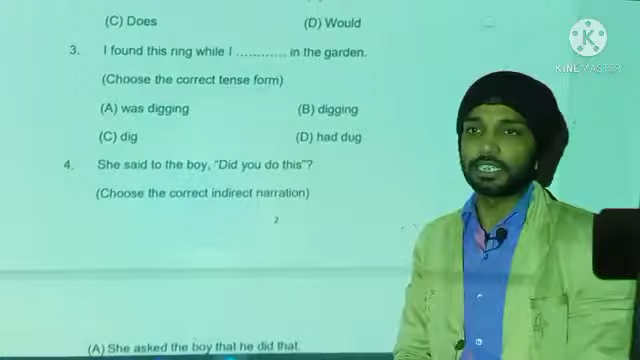 (C) Does (D) Would
3. I found this ring while I ............ in the garden.
(Choose the correct tense form)
(A) was digging (B) digging
(C) dig (D) had dug
4. She said to the boy, “Did you do this”?
(Choose the correct indirect narration)
2
(A) She asked the boy that he did that.
K
KINEMASTER